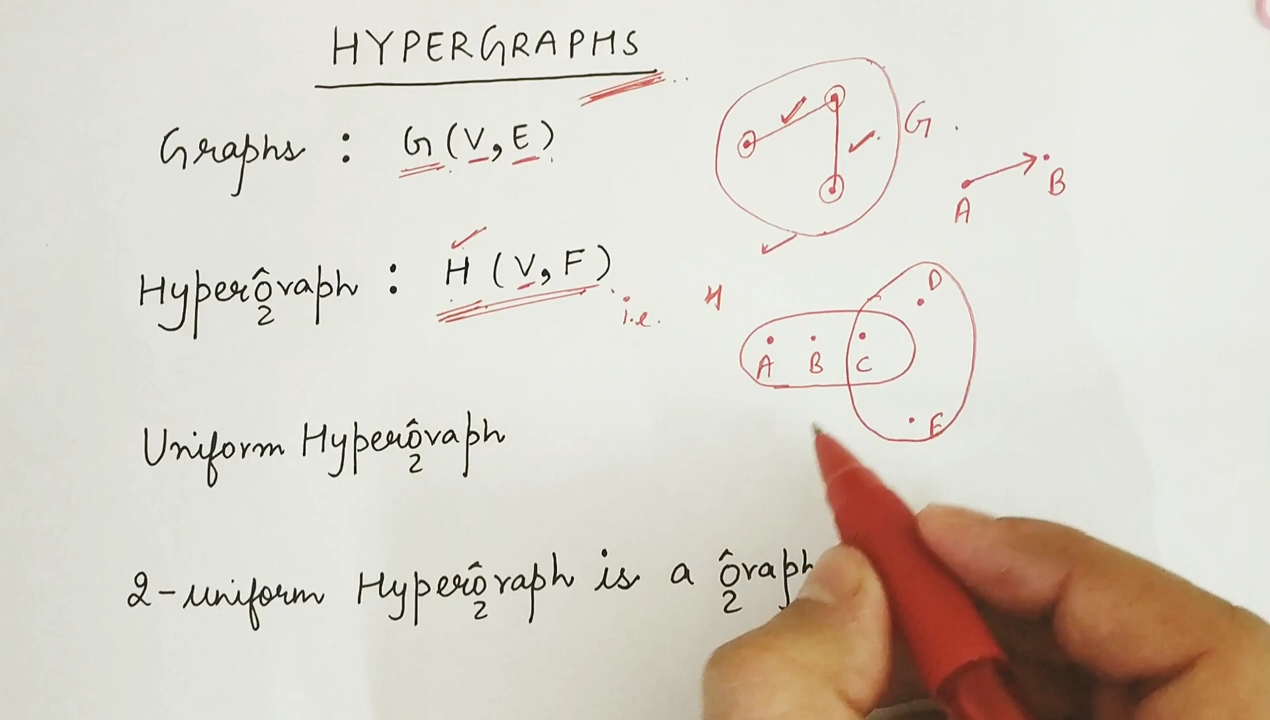 HYPERGRAPHS
Graphs : G(V,E)
G.
A B
Hypergraph : H (V,F)
i.e.
H
A B C
D
E
Uniform Hypergraph
2-uniform Hypergraph is a graph